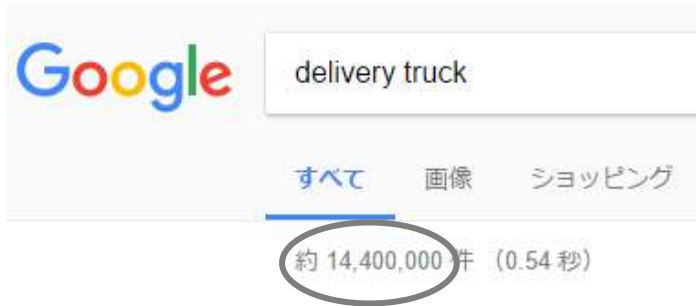 Google delivery truck
すべて 画像 ショッピング
約 14,400,000 件 （0.54 秒）